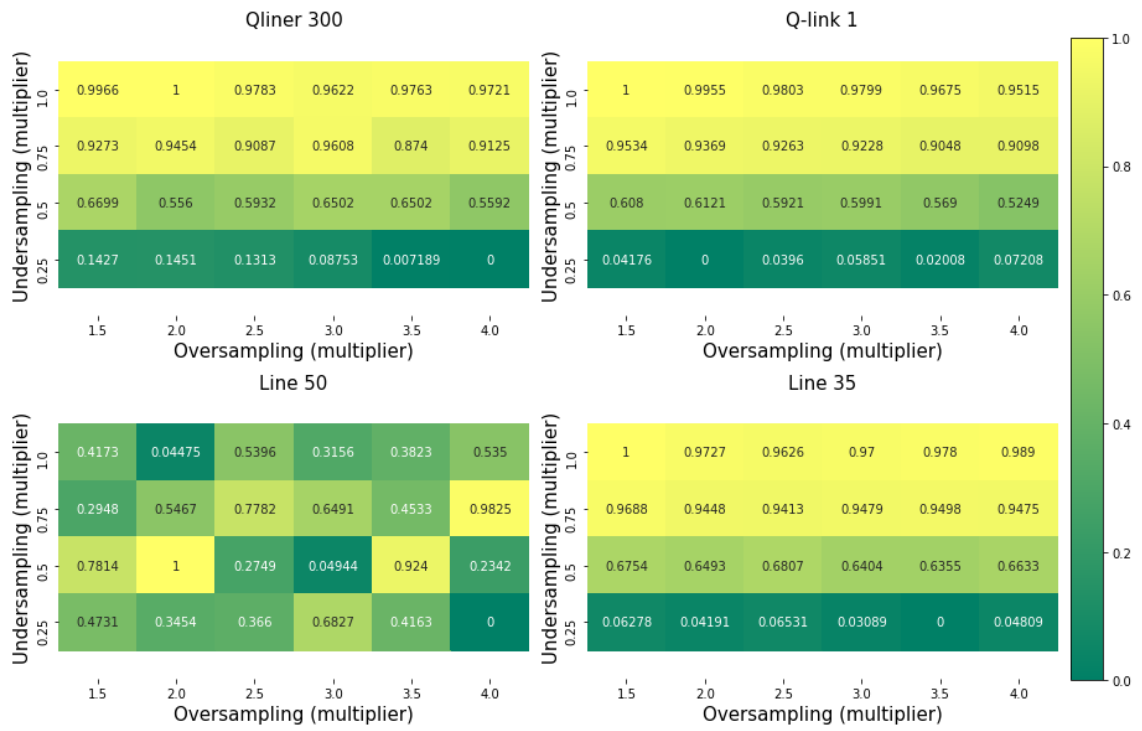 Qliner 300
Undersampling (multiplier)
1.0 0.9966 1 0.9783 0.9622 0.9763 0.9721
0.75 0.9273 0.9454 0.9087 0.9608 0.874 0.9125
0.5 0.6699 0.556 0.5932 0.6502 0.6502 0.5592
0.25 0.1427 0.1451 0.1313 0.08753 0.007189 0
1.5 2.0 2.5 3.0 3.5 4.0
Oversampling (multiplier)
Q-link 1
Undersampling (multiplier)
1.0 1 0.9955 0.9803 0.9799 0.9675 0.9515
0.75 0.9534 0.9369 0.9263 0.9228 0.9048 0.9098
0.5 0.608 0.6121 0.5921 0.5991 0.569 0.5249
0.25 0.04176 0 0.0396 0.05851 0.02008 0.07208
1.5 2.0 2.5 3.0 3.5 4.0
Oversampling (multiplier)
Line 50
Undersampling (multiplier)
1.0 0.4173 0.04475 0.5396 0.3156 0.3823 0.535
0.75 0.2948 0.5467 0.7782 0.6491 0.4533 0.9825
0.5 0.7814 1 0.2749 0.04944 0.924 0.2342
0.25 0.4731 0.3454 0.366 0.6827 0.4163 0
1.5 2.0 2.5 3.0 3.5 4.0
Oversampling (multiplier)
Line 35
Undersampling (multiplier)
1.0 1 0.9727 0.9626 0.97 0.978 0.989
0.75 0.9688 0.9448 0.9413 0.9479 0.9498 0.9475
0.5 0.6754 0.6493 0.6807 0.6404 0.6355 0.6633
0.25 0.06278 0.04191 0.06531 0.03089 0 0.04809
1.5 2.0 2.5 3.0 3.5 4.0
Oversampling (multiplier)
1.0
0.8
0.6
0.4
0.2
0.0